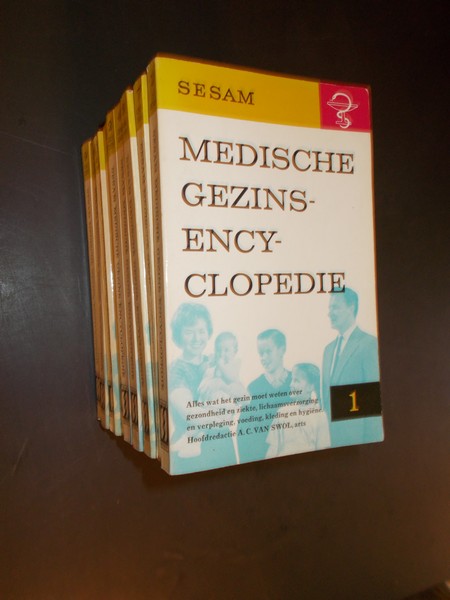 SESAM
MEDISCHE
GEZINS-
ENCY-
CLOPEDIE
Alles wat het gezin moet weten over
gezondheid en ziekte, lichaamsverzorging
en verpleging, voeding, kleding en hygiëne
Hoofdredactie A. C. VAN SWOL, arts
1